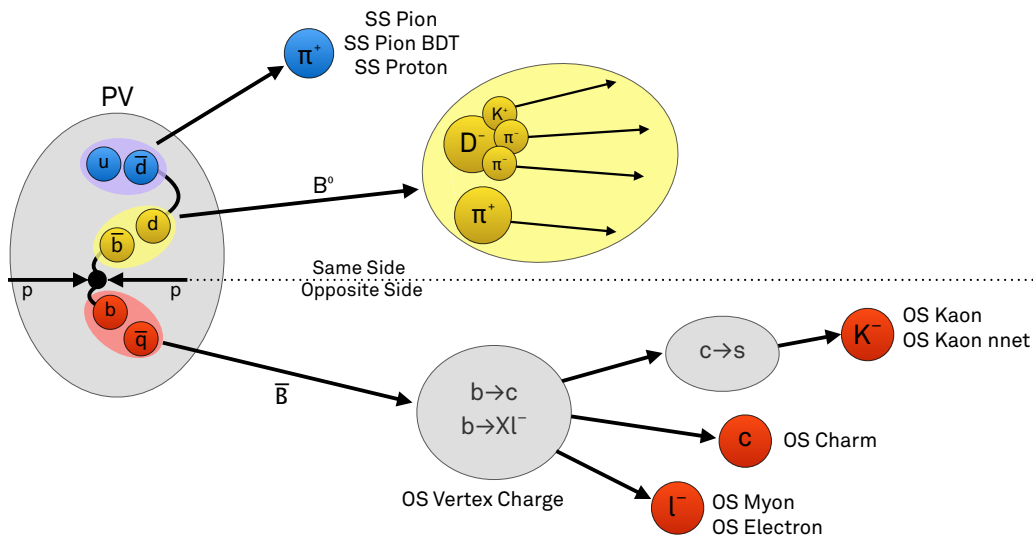 SS Pion
SS Pion BDT
SS Proton
π⁺
PV
u
d̅
d
b̅
B⁰
K⁺
D⁻
π⁻
π⁻
π⁺
Same Side
Opposite Side
p
p
b
q̅
B̅
b→c
b→Xl⁻
OS Vertex Charge
c→s
K⁻
OS Kaon
OS Kaon nnet
c
OS Charm
l⁻
OS Myon
OS Electron